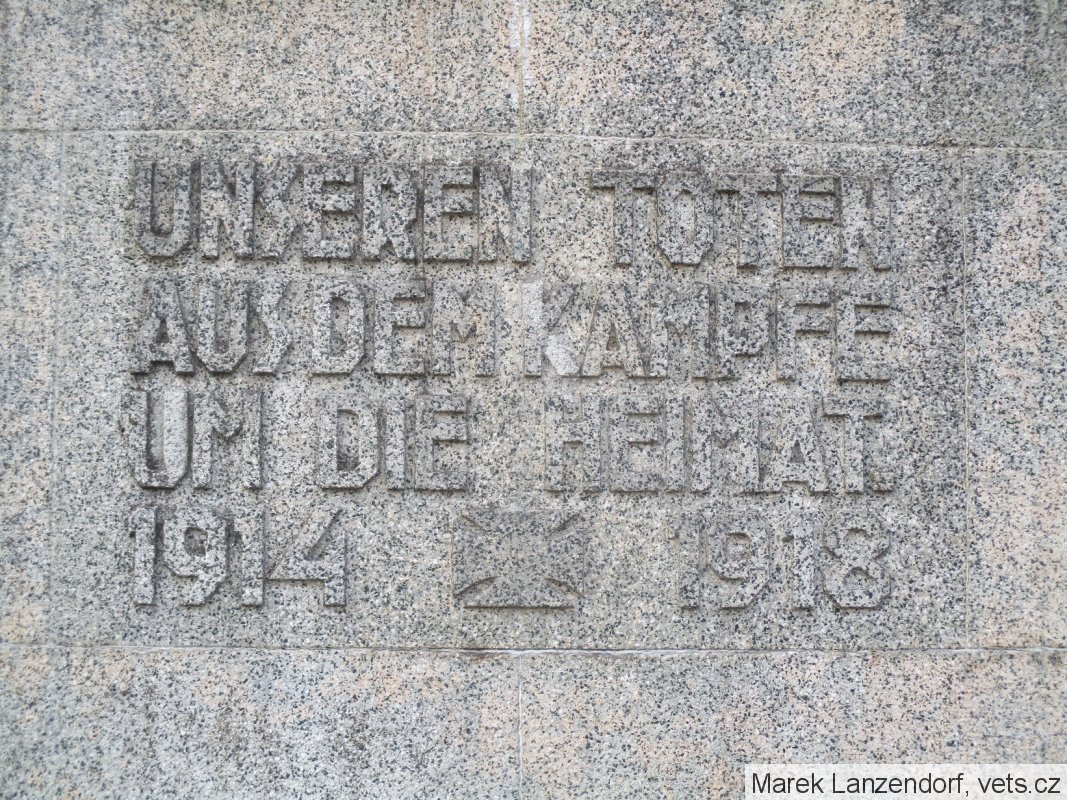 UNSEREN TOTEN
AUS DEM KAMPFE
UM DIE HEIMAT.
1914 1918
Marek Lanzendorf, vets.cz